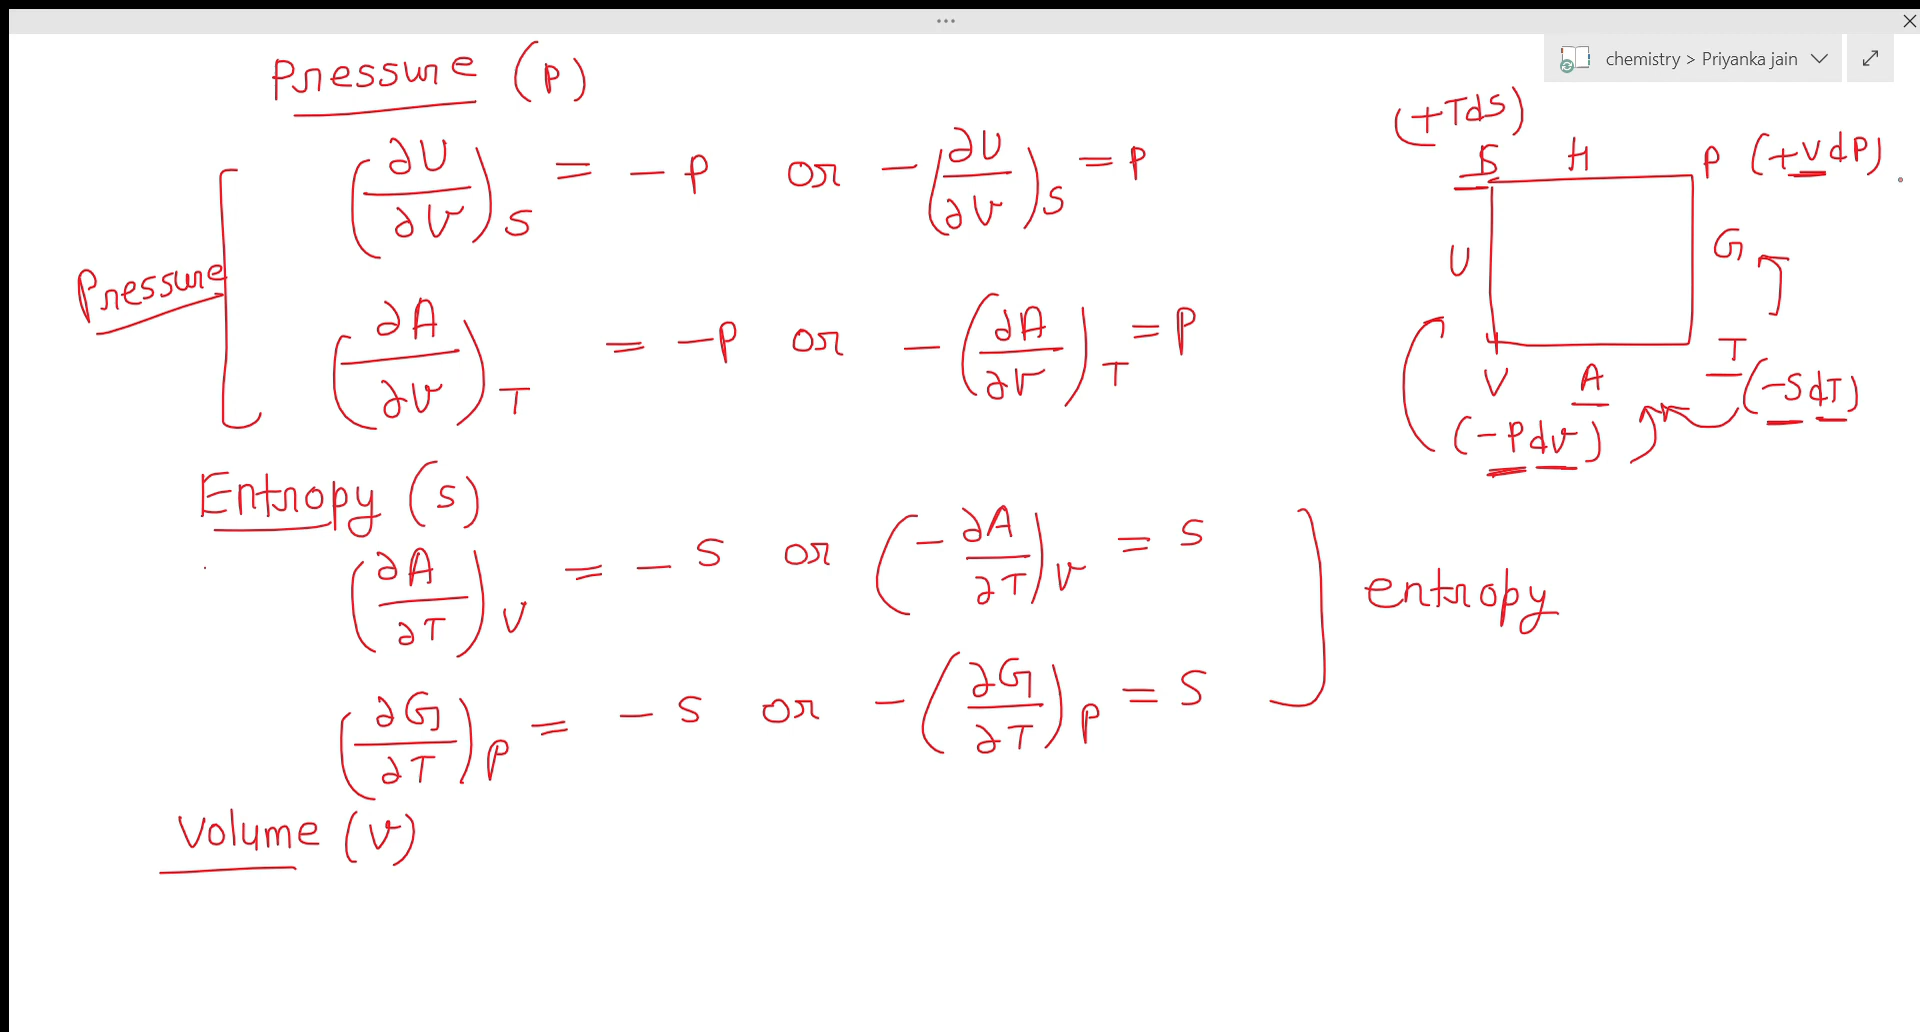 ...
chemistry > Priyanka jain
Pressure (P)
(∂U/∂V)S = - P or - (∂U/∂V)S = P
Pressure
(∂A/∂V)T = - P or - (∂A/∂V)T = P
Entropy (S)
(∂A/∂T)V = - S or (- ∂A/∂T)V = S
(∂G/∂T)P = - S or - (∂G/∂T)P = S
entropy
Volume (V)
(+TdS)
S H P (+VdP)
U G
V A T (-SdT)
(-PdV)